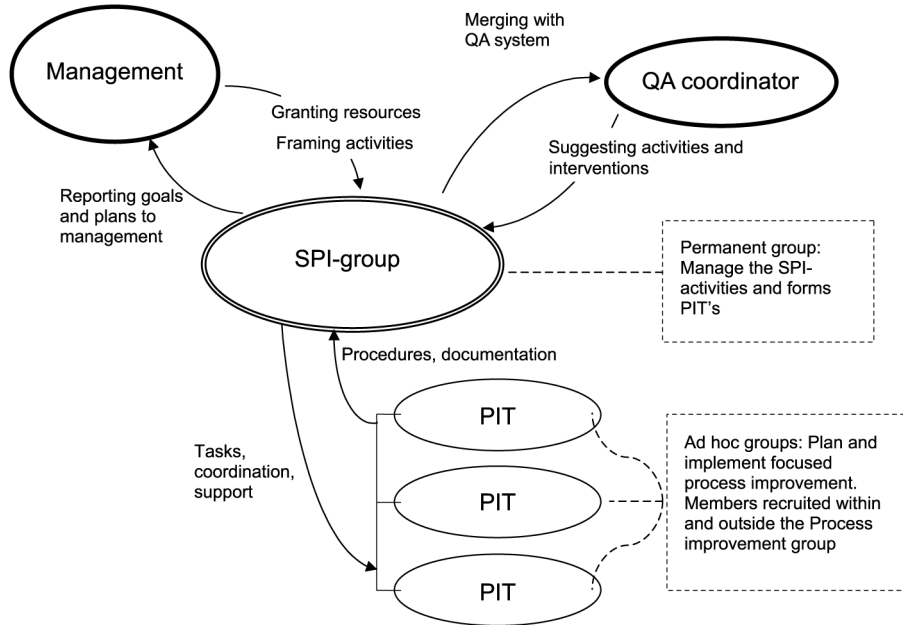 Merging with
QA system
Management
QA coordinator
Granting resources
Framing activities
Suggesting activities and
interventions
Reporting goals
and plans to
management
SPI-group
Permanent group:
Manage the SPI-
activities and forms
PIT's
Procedures, documentation
PIT
Tasks,
coordination,
support
Ad hoc groups: Plan and
implement focused
process improvement.
Members recruited within
and outside the Process
improvement group
PIT
PIT